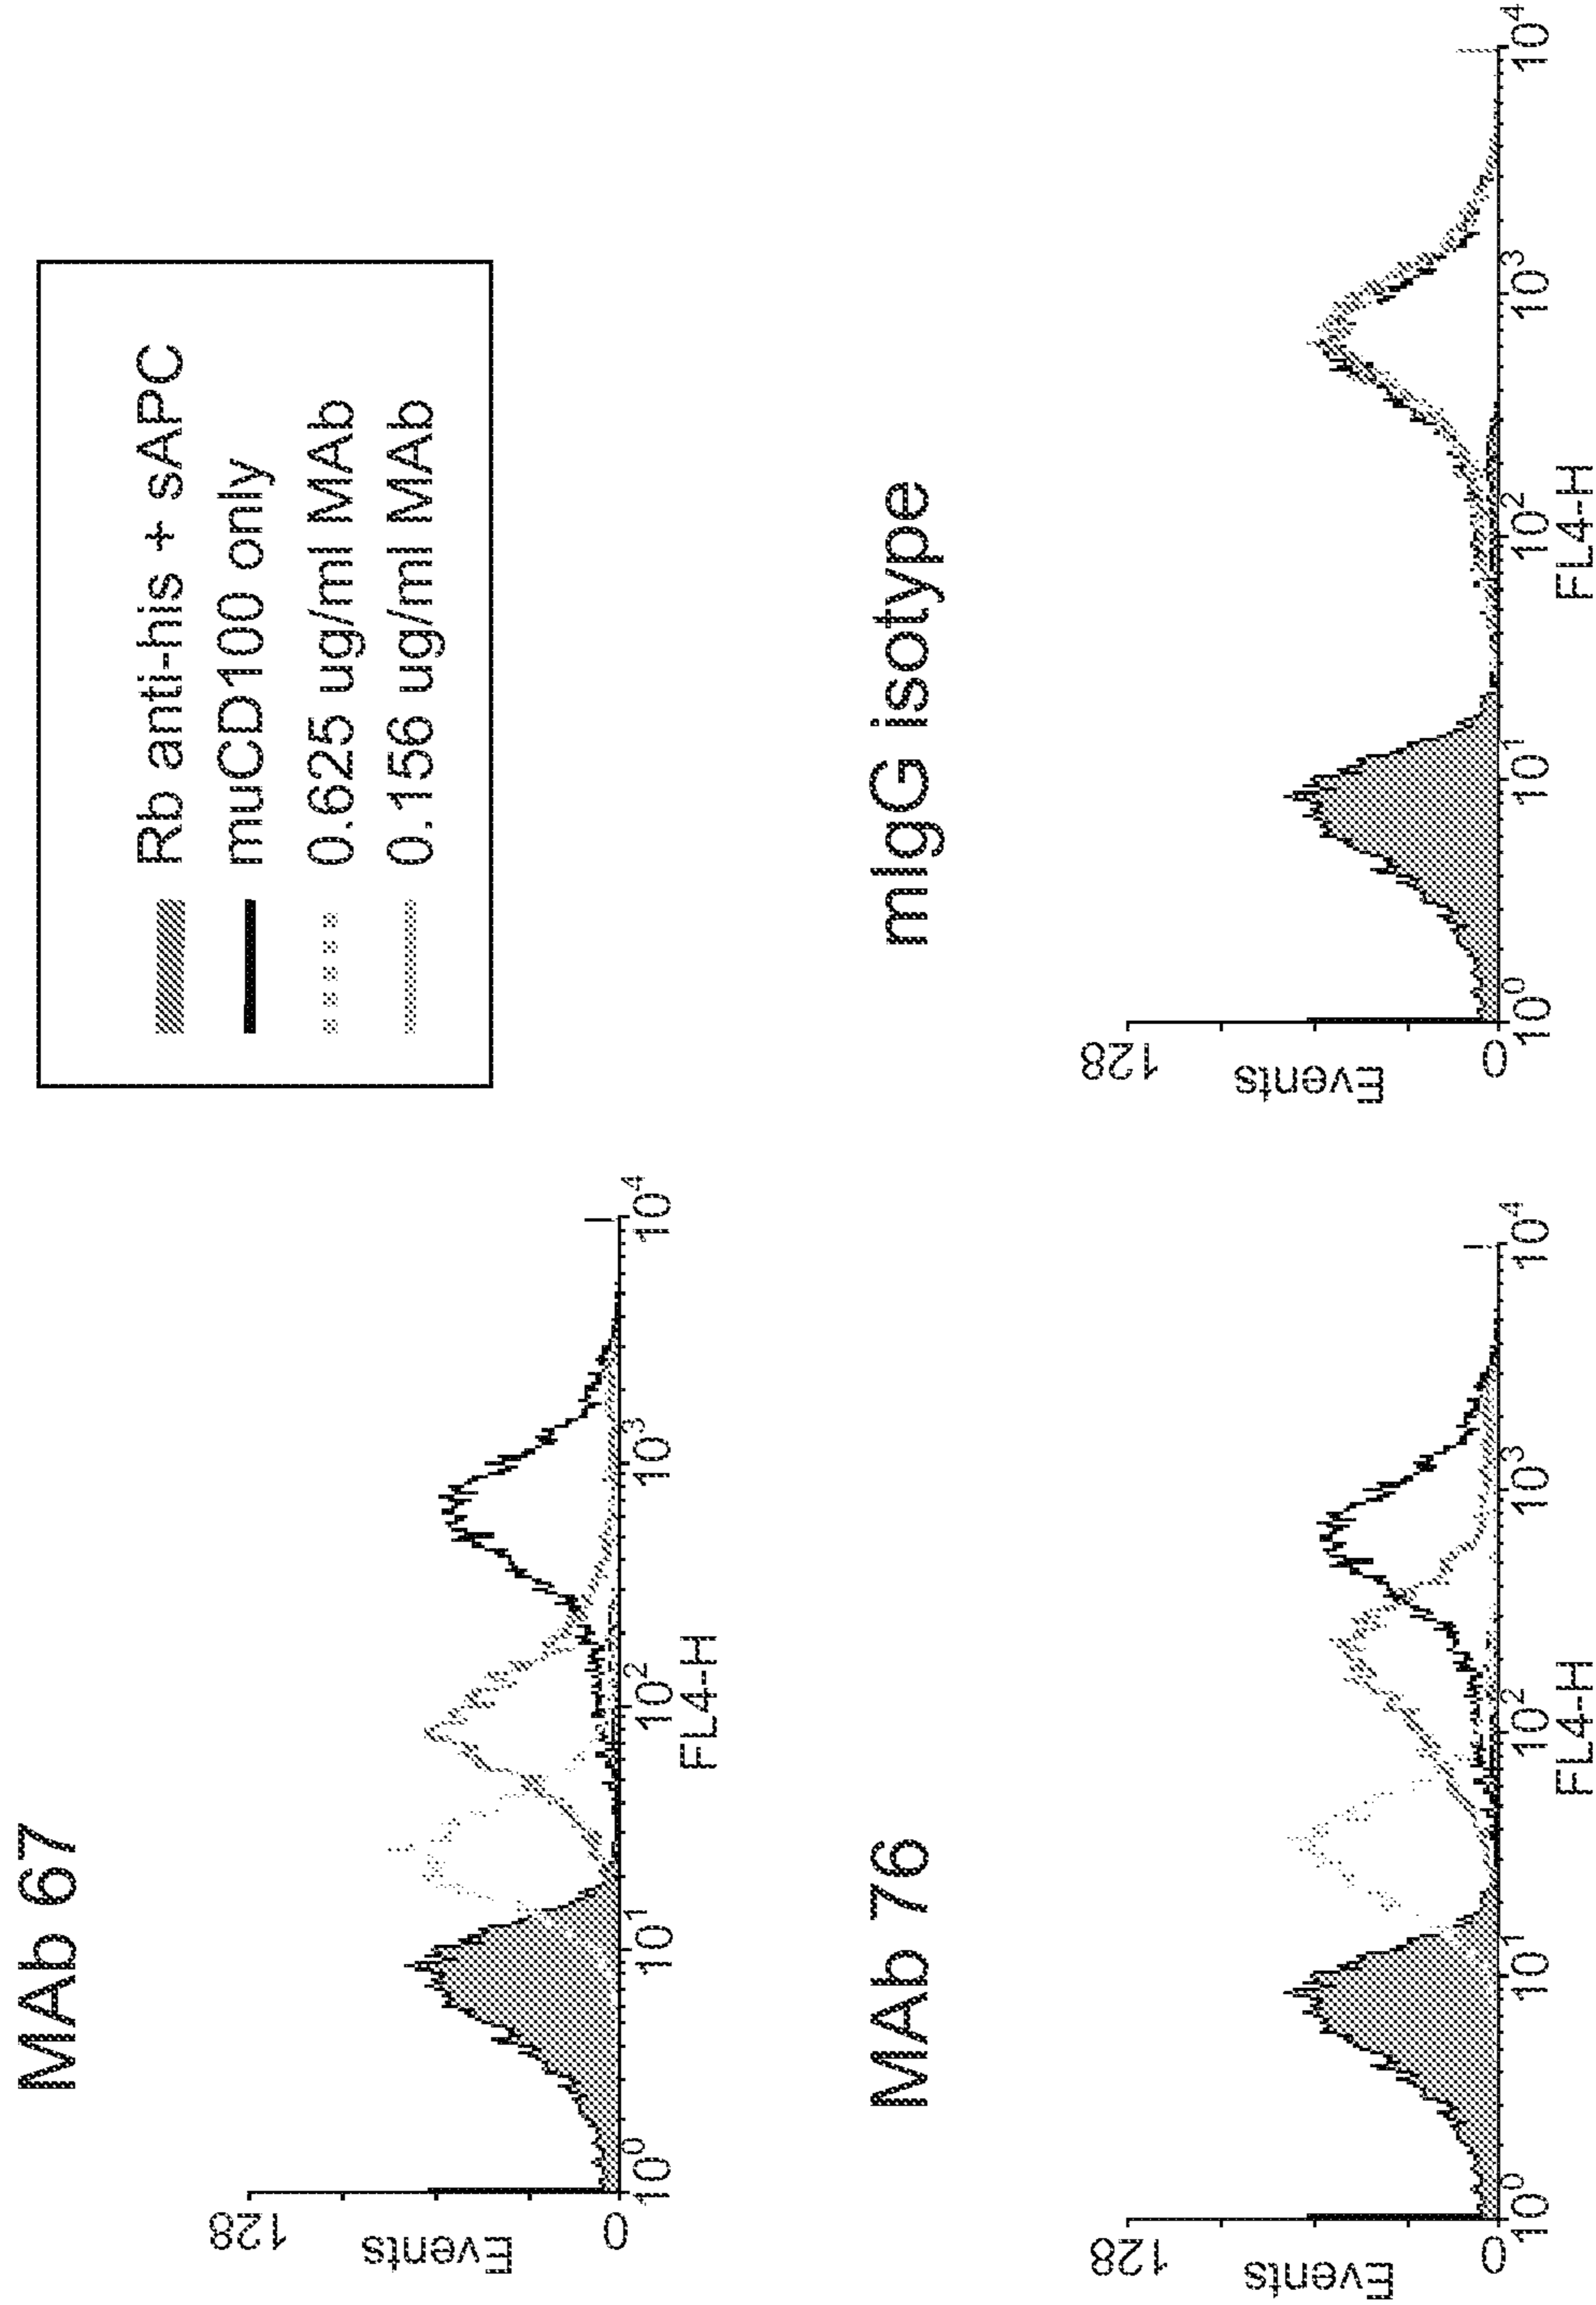 MAb 67
128
Events
0
10⁰ 10¹ 10² 10³ 10⁴
FL4-H
Rb anti-his + sAPC
muCD100 only
0.625 ug/ml MAb
0.156 ug/ml MAb
MAb 76
128
Events
0
10⁰ 10¹ 10² 10³ 10⁴
FL4-H
mIgG isotype
128
Events
0
10⁰ 10¹ 10² 10³ 10⁴
FL4-H